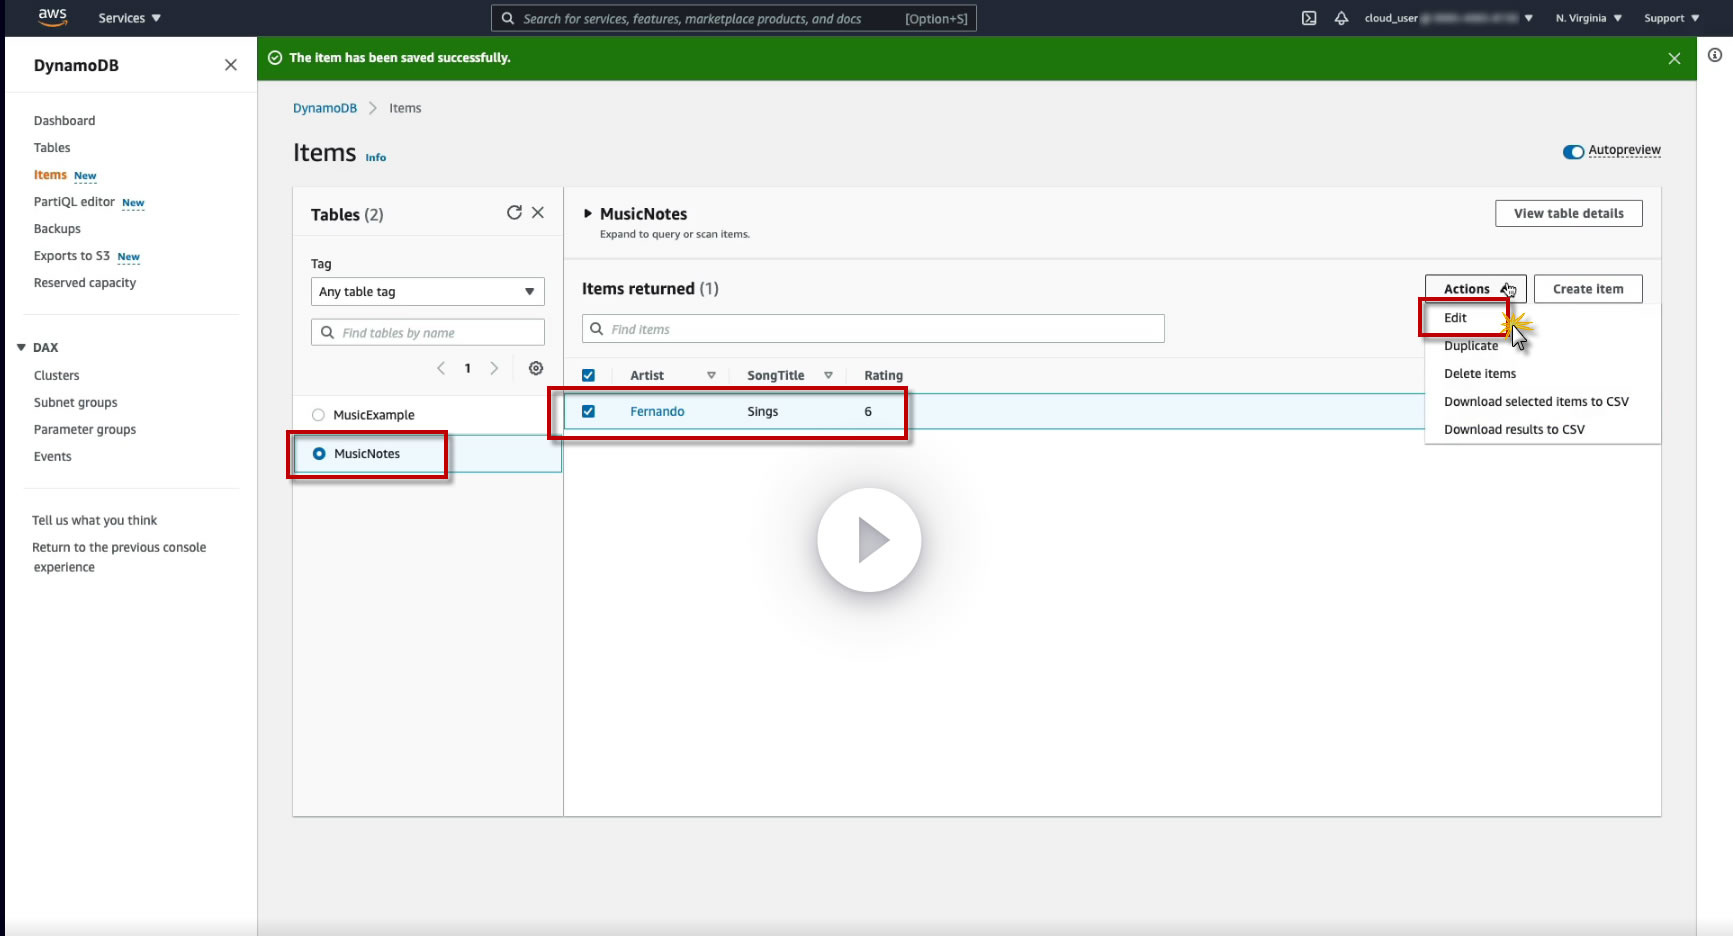 aws
Services
Search for services, features, marketplace products, and docs [Option+S]
cloud_user
N. Virginia
Support
DynamoDB
The item has been saved successfully.
Dashboard
Tables
Items New
PartiQL editor New
Backups
Exports to S3 New
Reserved capacity
DAX
Clusters
Subnet groups
Parameter groups
Events
Tell us what you think
Return to the previous console
experience
DynamoDB > Items
Items Info
Autopreview
Tables (2)
Tag
Any table tag
Find tables by name
1
MusicExample
MusicNotes
MusicNotes
Expand to query or scan items.
View table details
Items returned (1)
Actions
Create item
Find items
Artist SongTitle Rating
Fernando Sings 6
Edit
Duplicate
Delete items
Download selected items to CSV
Download results to CSV